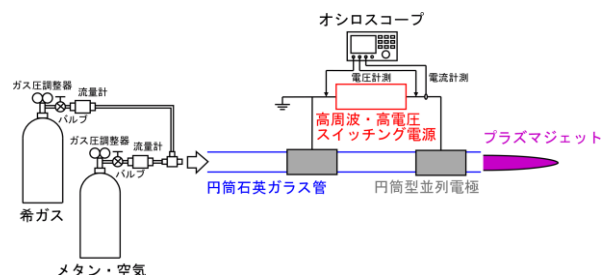 オシロスコープ
ガス圧調整器
流量計
バルブ
電圧計測
電流計測
高周波・高電圧
スイッチング電源
ガス圧調整器
流量計
バルブ
プラズマジェット
円筒石英ガラス管
円筒型並列電極
希ガス
メタン・空気